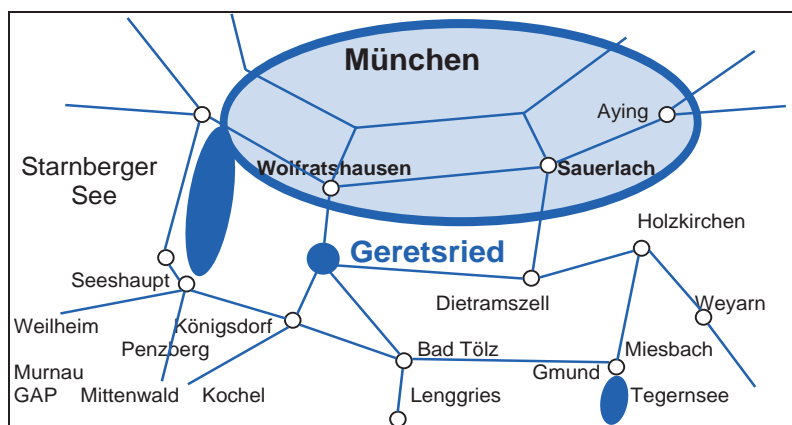 München
Aying
Starnberger
See
Wolfratshausen
Sauerlach
Holzkirchen
Geretsried
Seeshaupt
Dietramszell
Weyarn
Weilheim
Königsdorf
Penzberg
Bad Tölz
Miesbach
Murnau
GAP
Mittenwald
Kochel
Lenggries
Gmund
Tegernsee